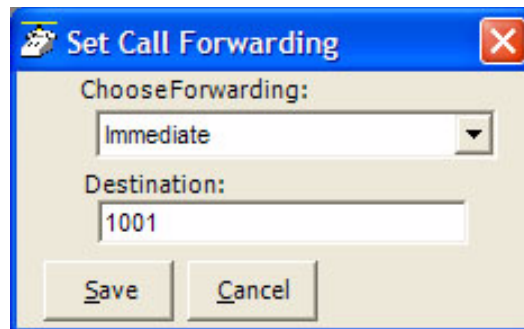 Set Call Forwarding
ChooseForwarding:
Immediate
Destination:
1001
Save Cancel